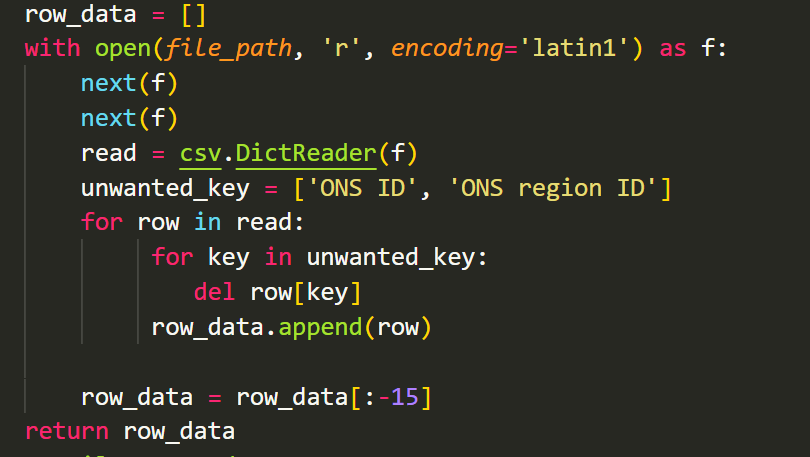 row_data = []
with open(file_path, 'r', encoding='latin1') as f:
    next(f)
    next(f)
    read = csv.DictReader(f)
    unwanted_key = ['ONS ID', 'ONS region ID']
    for row in read:
        for key in unwanted_key:
            del row[key]
        row_data.append(row)

    row_data = row_data[:-15]
return row_data